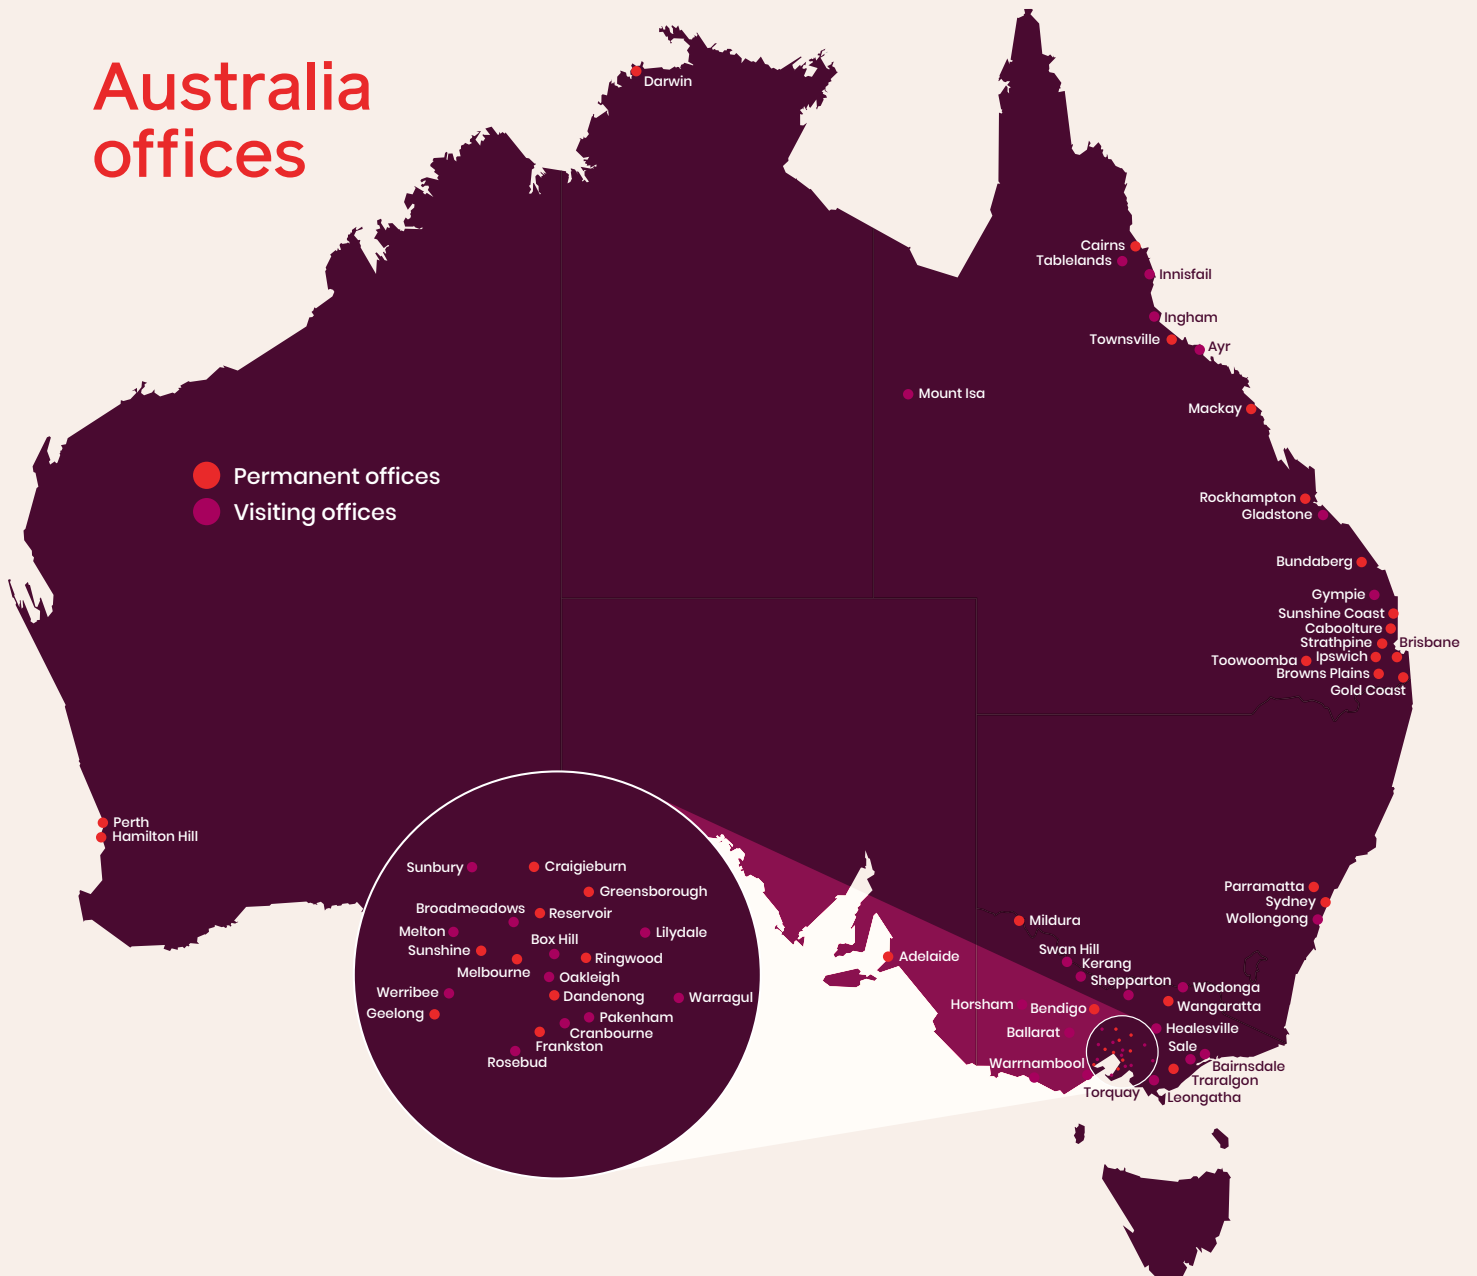 Australia
offices
Darwin
Cairns
Tablelands
Innisfail
Ingham
Townsville
Ayr
Mount Isa
Mackay
Permanent offices
Visiting offices
Rockhampton
Gladstone
Bundaberg
Gympie
Sunshine Coast
Caboolture
Strathpine
Brisbane
Toowoomba
Ipswich
Browns Plains
Gold Coast
Perth
Hamilton Hill
Sunbury
Craigieburn
Greensborough
Broadmeadows
Reservoir
Melton
Lilydale
Sunshine
Box Hill
Ringwood
Melbourne
Oakleigh
Werribee
Dandenong
Warragul
Geelong
Pakenham
Cranbourne
Frankston
Rosebud
Parramatta
Sydney
Wollongong
Mildura
Adelaide
Swan Hill
Kerang
Shepparton
Wodonga
Wangaratta
Horsham
Bendigo
Ballarat
Healesville
Sale
Warrnambool
Bairnsdale
Traralgon
Torquay
Leongatha